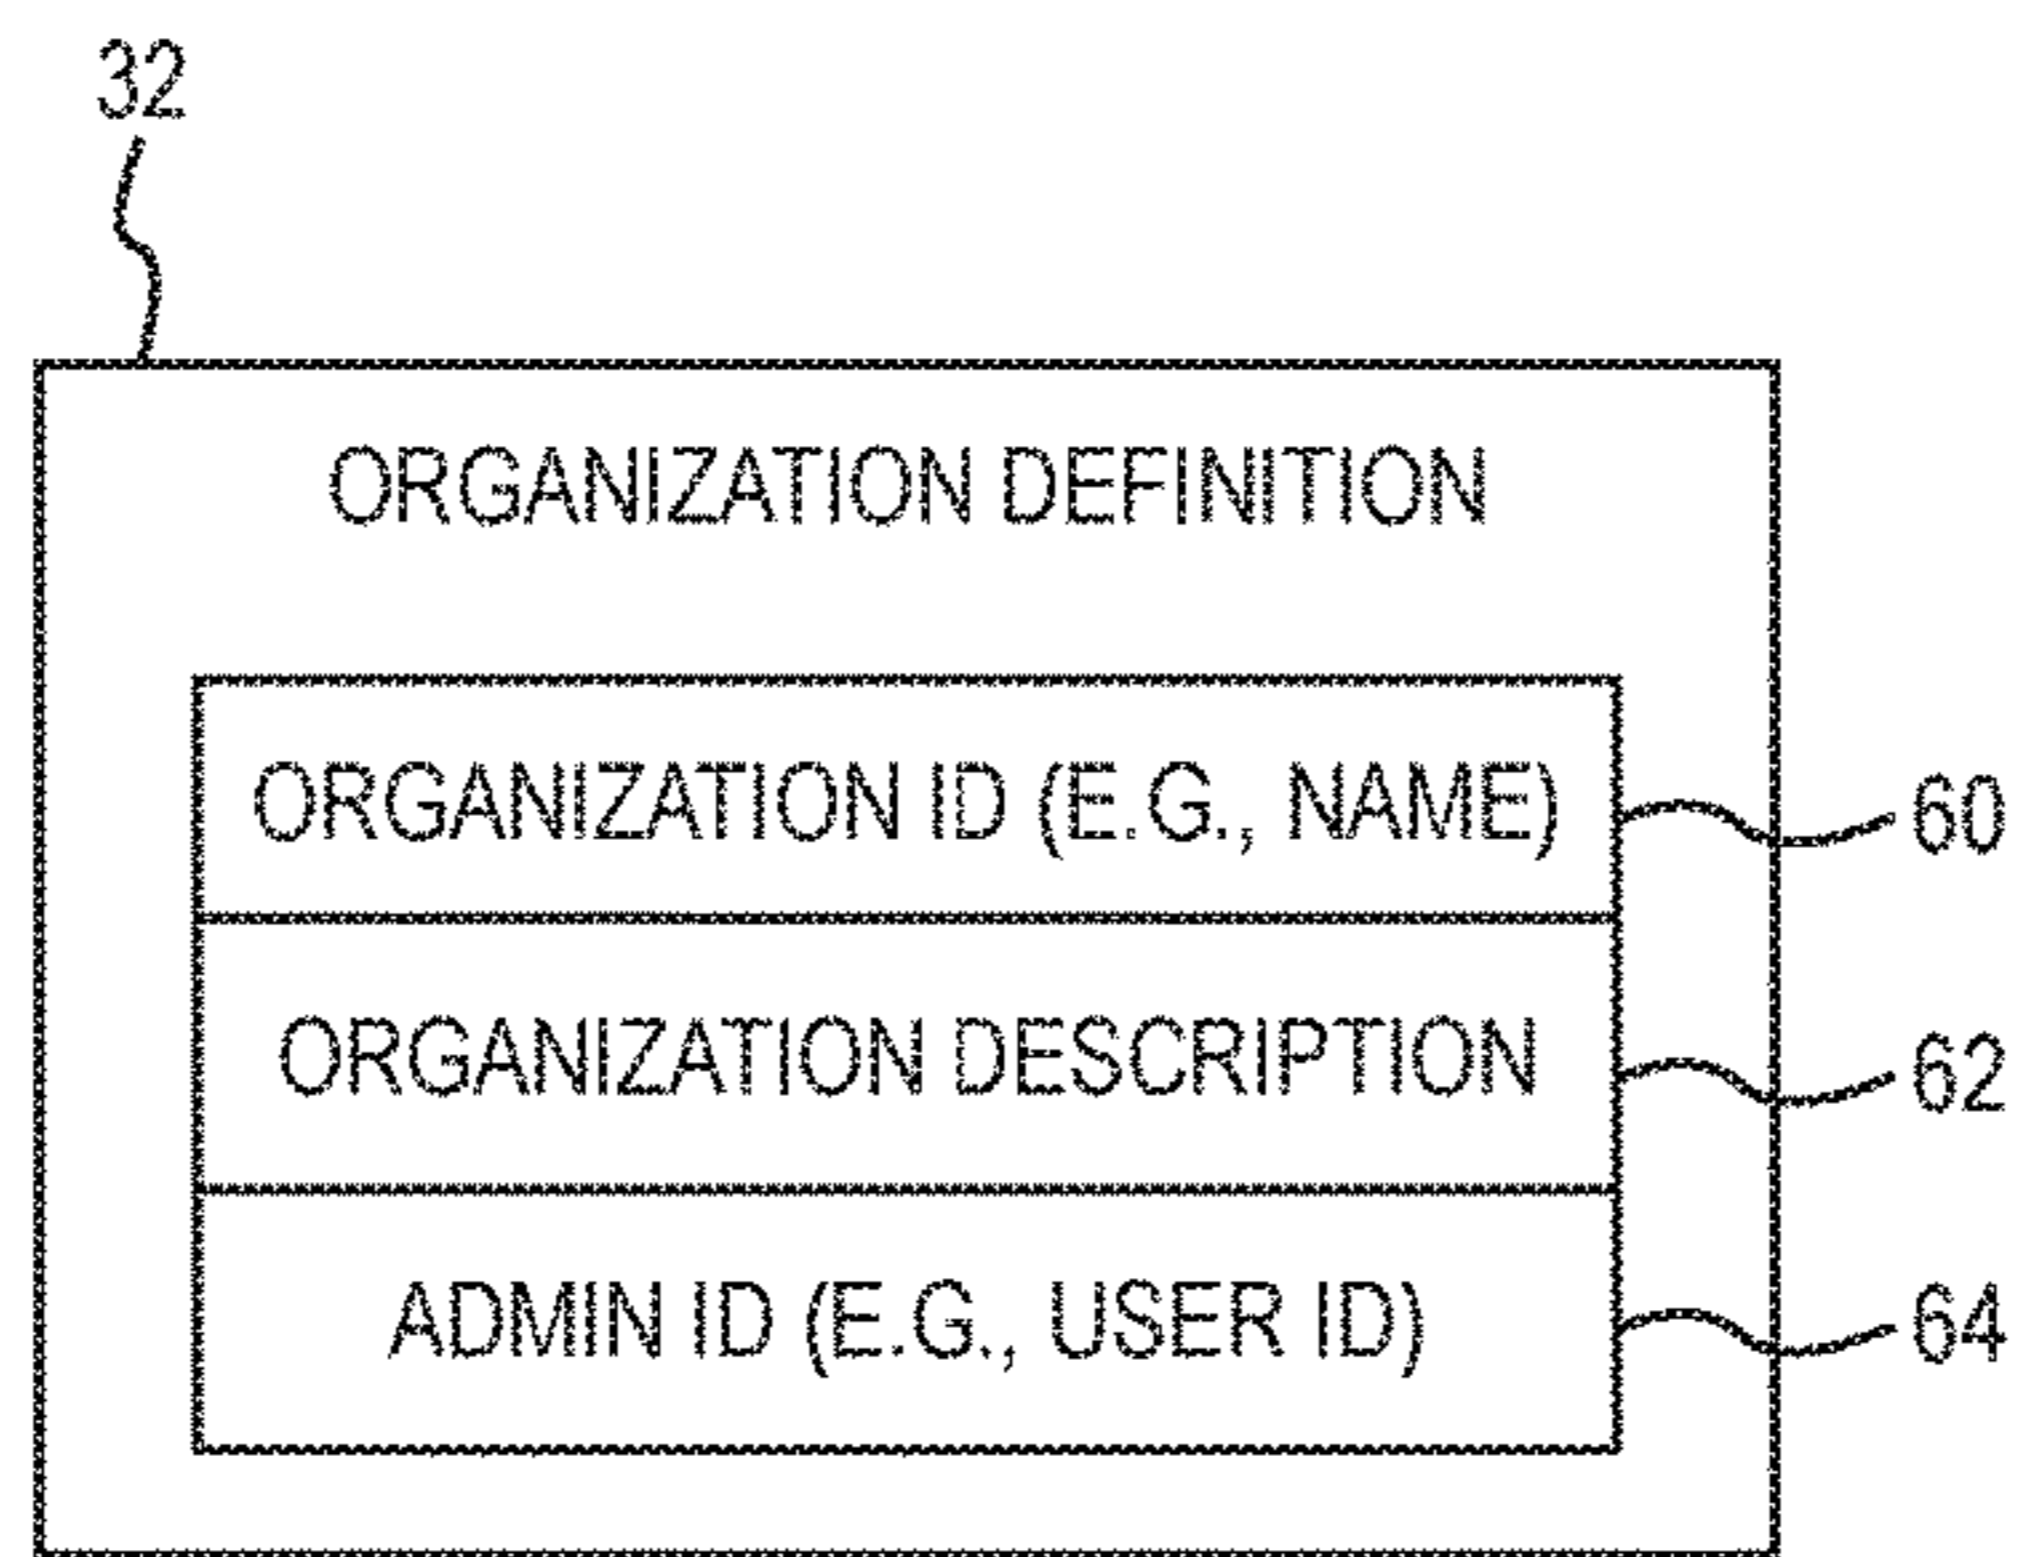 32
ORGANIZATION DEFINITION
ORGANIZATION ID (E.G., NAME)
60
ORGANIZATION DESCRIPTION
62
ADMIN ID (E.G., USER ID)
64